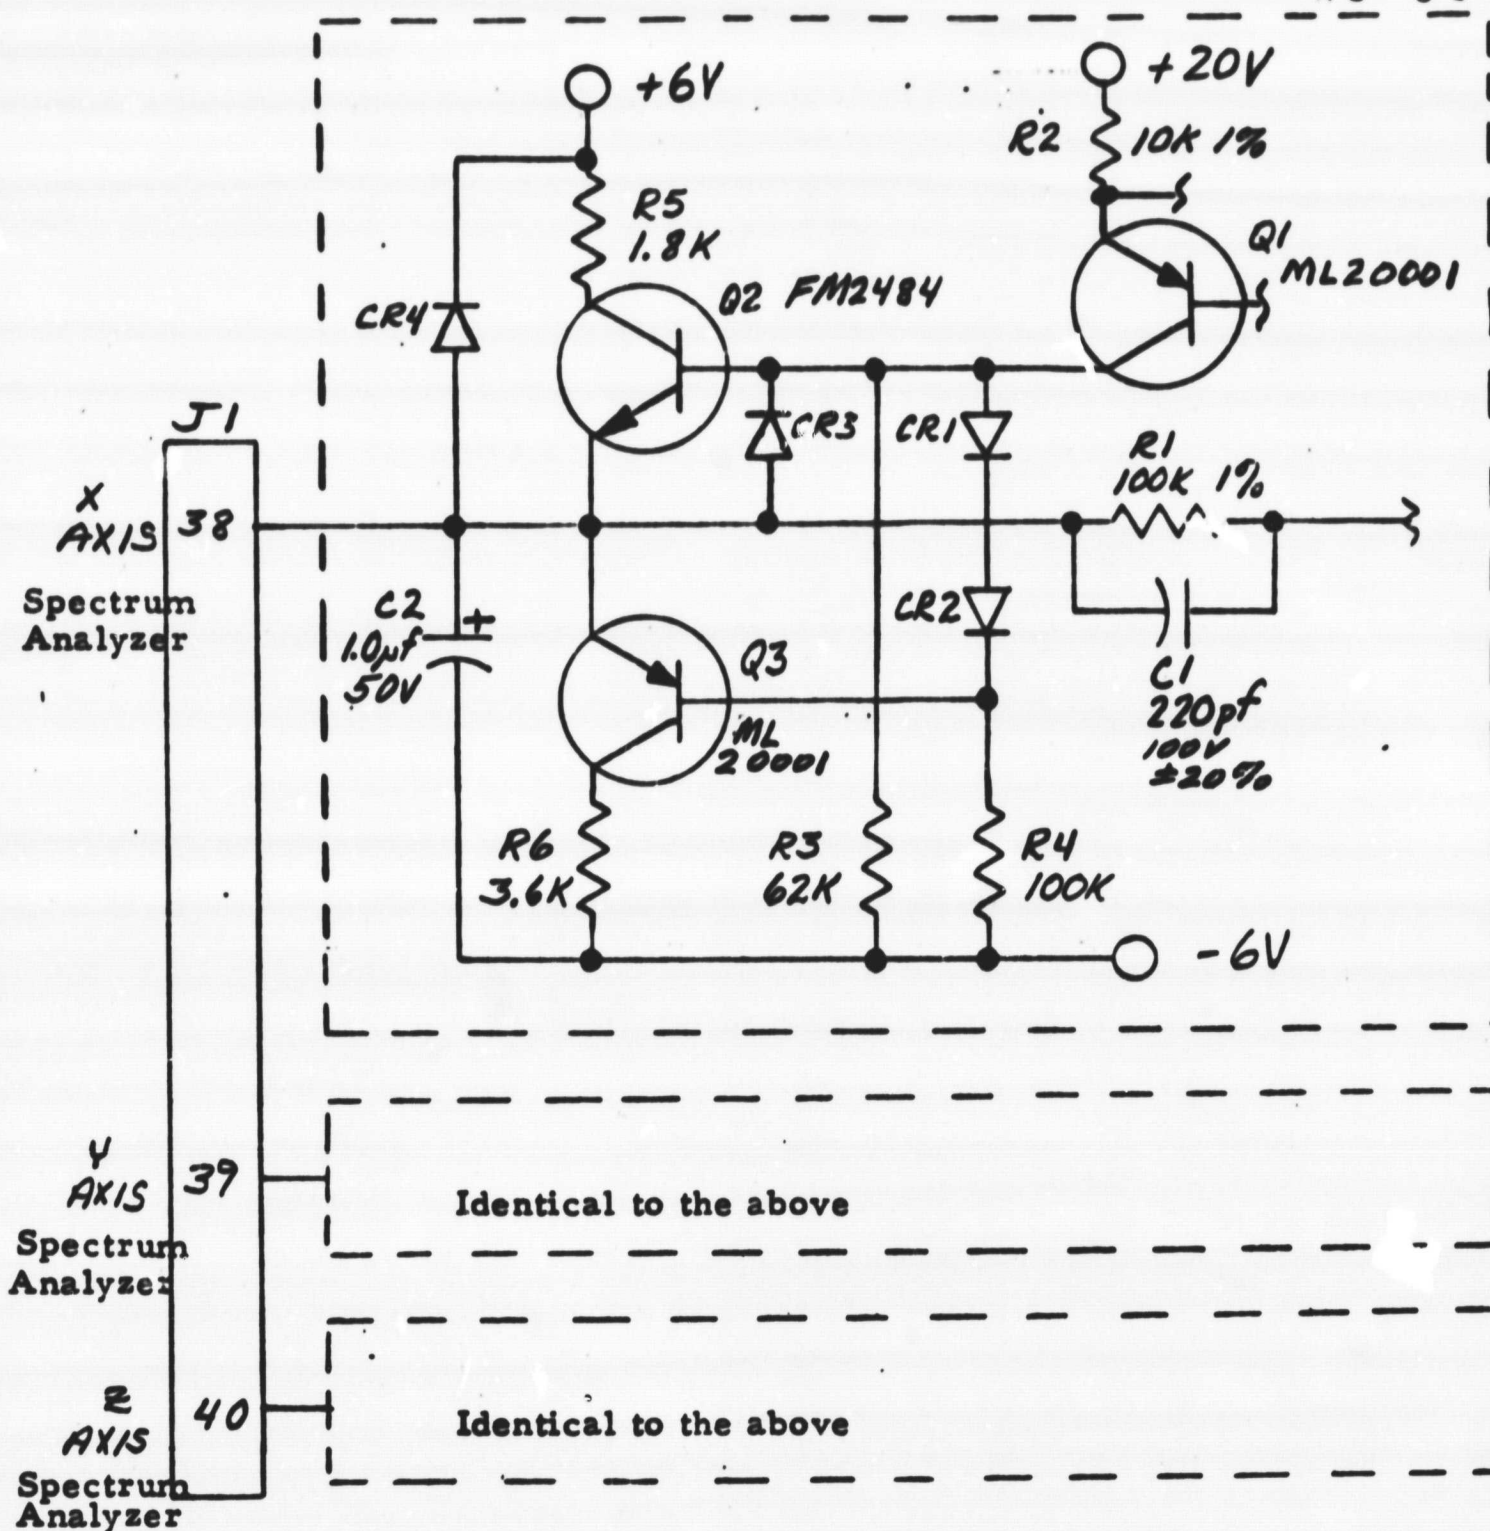 +6V
+20V
R2
10K 1%
R5
1.8K
Q1
ML20001
Q2 FM2484
CR4
J1
CR3
CR1
R1
100K 1%
X
AXIS
38
Spectrum
Analyzer
C2
1.0µf
50V
+
CR2
Q3
ML
20001
C1
220pf
100V
±20%
R6
3.6K
R3
62K
R4
100K
-6V
Y
AXIS
39
Identical to the above
Spectrum
Analyzer
Z
AXIS
40
Identical to the above
Spectrum
Analyzer